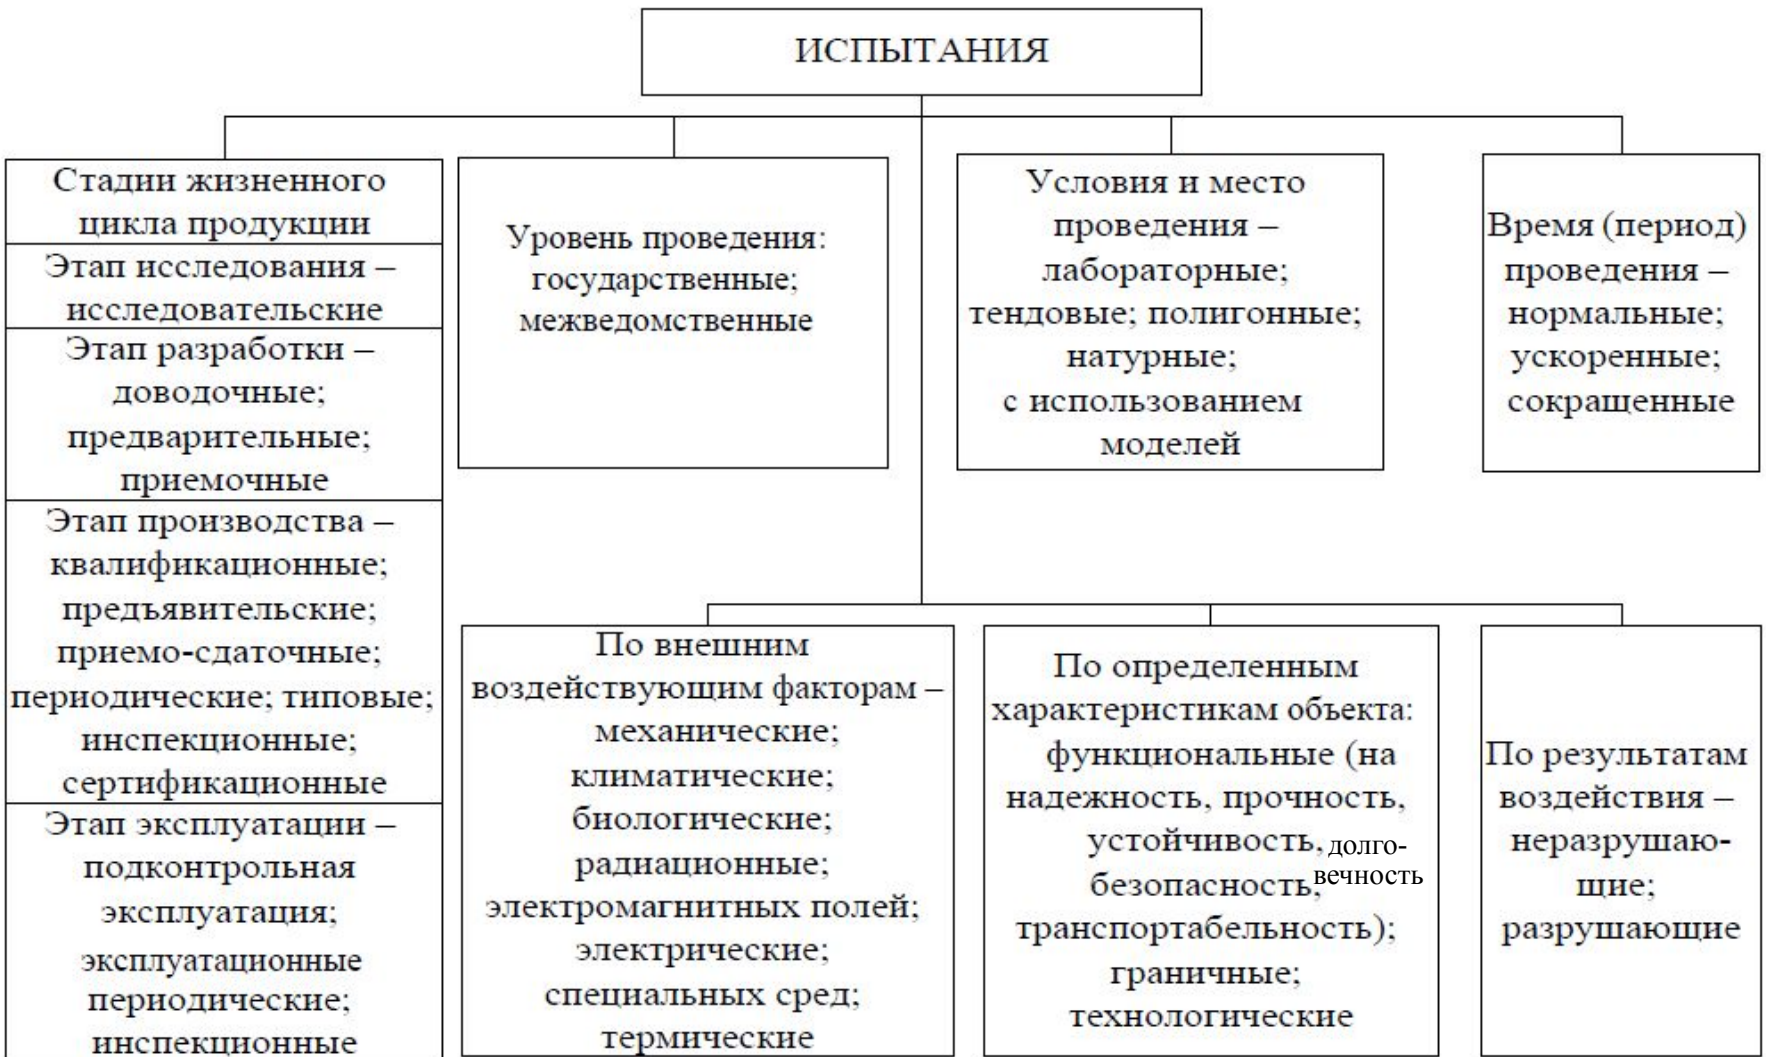 ИСПЫТАНИЯ
Стадии жизненного
цикла продукции
Этап исследования –
исследовательские
Этап разработки –
доводочные;
предварительные;
приемочные
Этап производства –
квалификационные;
предъявительские;
приемо-сдаточные;
периодические; типовые;
инспекционные;
сертификационные
Этап эксплуатации –
подконтрольная
эксплуатация;
эксплуатационные
периодические;
инспекционные
Уровень проведения:
государственные;
межведомственные
Условия и место
проведения –
лабораторные;
тендовые; полигонные;
натурные;
с использованием
моделей
Время (период)
проведения –
нормальные;
ускоренные;
сокращенные
По внешним
воздействующим факторам –
механические;
климатические;
биологические;
радиационные;
электромагнитных полей;
электрические;
специальных сред;
термические
По определенным
характеристикам объекта:
функциональные (на
надежность, прочность,
устойчивость, долго-
безопасность, вечность
транспортабельность);
граничные;
технологические
По результатам
воздействия –
неразрушаю-
щие;
разрушающие